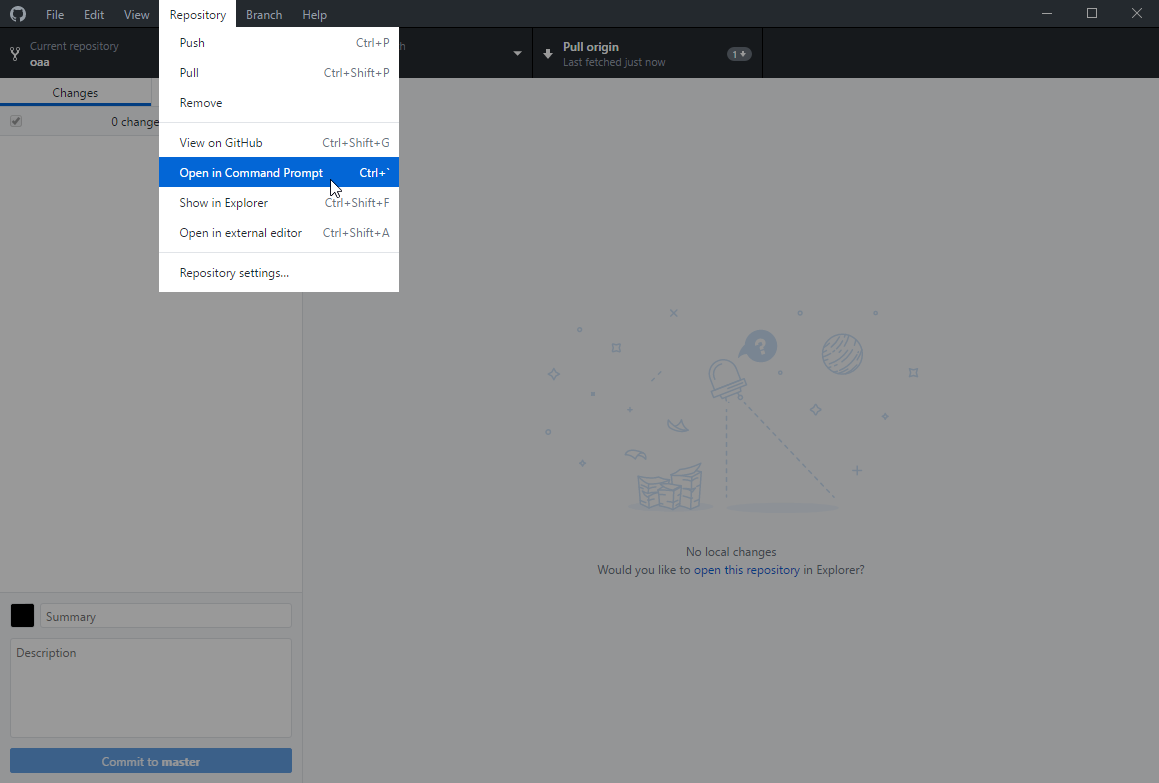 File Edit View Repository Branch Help
Current repository
oaa
Pull origin
Last fetched just now
1
Push Ctrl+P
Pull Ctrl+Shift+P
Remove
View on GitHub Ctrl+Shift+G
Open in Command Prompt Ctrl+`
Show in Explorer Ctrl+Shift+F
Open in external editor Ctrl+Shift+A
Repository settings...
Changes
0 change
?
No local changes
Would you like to open this repository in Explorer?
Summary
Description
Commit to master